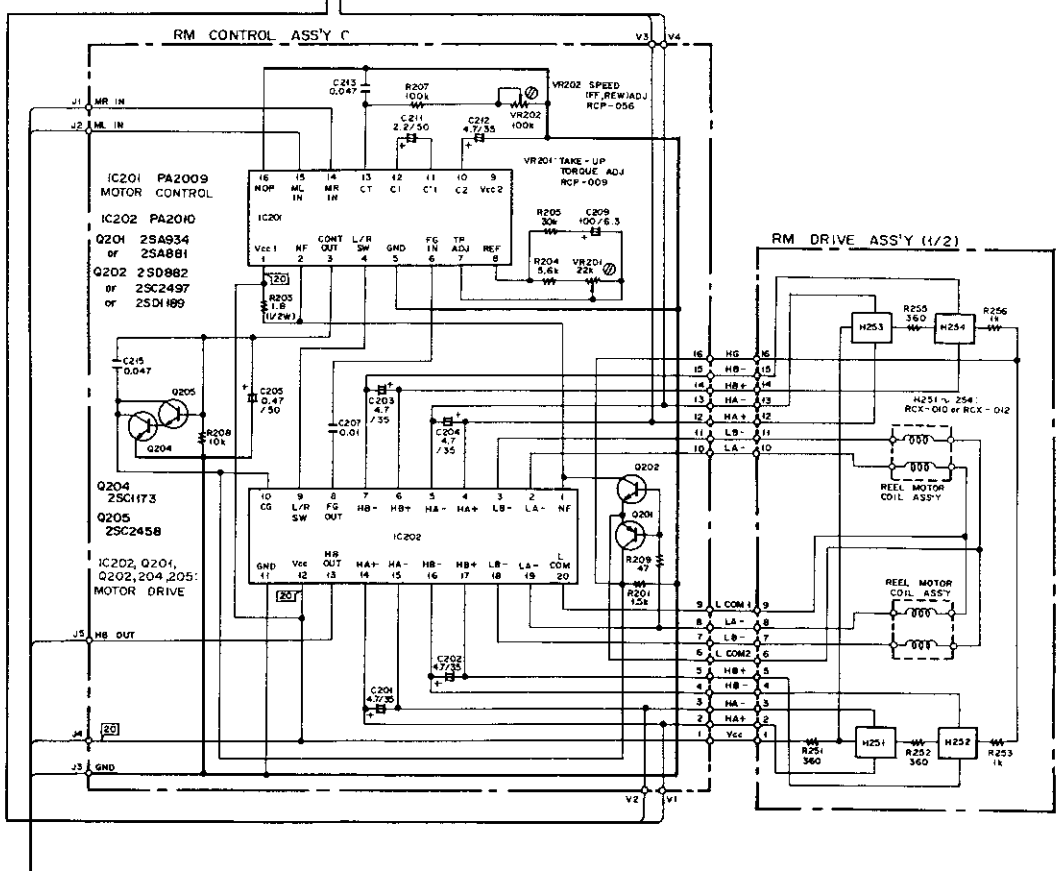 RM CONTROL ASS'Y C
V3 V4
C213
0.047
R207
100k
VR202 SPEED
(FF,REW)ADJ
RCP-056
VR202
100k
J1 MR IN
J2 ML IN
C211
2.2/50
C212
4.7/35
VR201 TAKE-UP
TORQUE ADJ
RCP-009
IC201 PA2009
MOTOR CONTROL
IC202 PA2010
Q201 2SA934
or 2SA881
Q202 2SD882
or 2SC2497
or 2SD1189
16 15 14 13 12 11 10 9
NOP ML IN MR IN CT C1 C'1 C2 Vcc2
IC201
Vcc1 NF CONT OUT L/R SW GND FG IN TP ADJ REF
1 2 3 4 5 6 7 8
R205
30k
C209
100/6.3
R204
5.6k
VR201
22k
20
R203
1.8
(1/2W)
RM DRIVE ASS'Y (1/2)
H253
R255
360
H254
R256
1k
C215
0.047
Q205
Q204
R208
10k
C205
0.47
/50
C207
0.01
C203
4.7
/35
C204
4.7
/35
16 HG 16
15 HB- 15
14 HB+ 14
13 HA- 13
12 HA+ 12
11 LB- 11
10 LA- 10
H251 ~ 254:
RCX-010 or RCX-012
REEL MOTOR
COIL ASS'Y
Q204
2SC1173
Q205
2SC2458
IC202, Q201,
Q202,204,205:
MOTOR DRIVE
10 9 8 7 6 5 4 3 2 1
CG L/R SW FG OUT HB- HB+ HA- HA+ LB- LA- NF
IC202
GND Vcc HB OUT HA+ HA- HB- HB+ LB- LA- L COM
11 12 13 14 15 16 17 18 19 20
20
Q202
Q201
R209
47
R201
1.5k
REEL MOTOR
COIL ASS'Y
9 L COM1 9
8 LA- 8
7 LB- 7
6 L COM2 6
5 HB+ 5
4 HB- 4
3 HA- 3
2 HA+ 2
1 Vcc 1
J5 HB OUT
C202
4.7/35
C201
4.7/35
J4 20
J3 GND
R251
360
H251
R252
360
H252
R253
1k
V2 V1